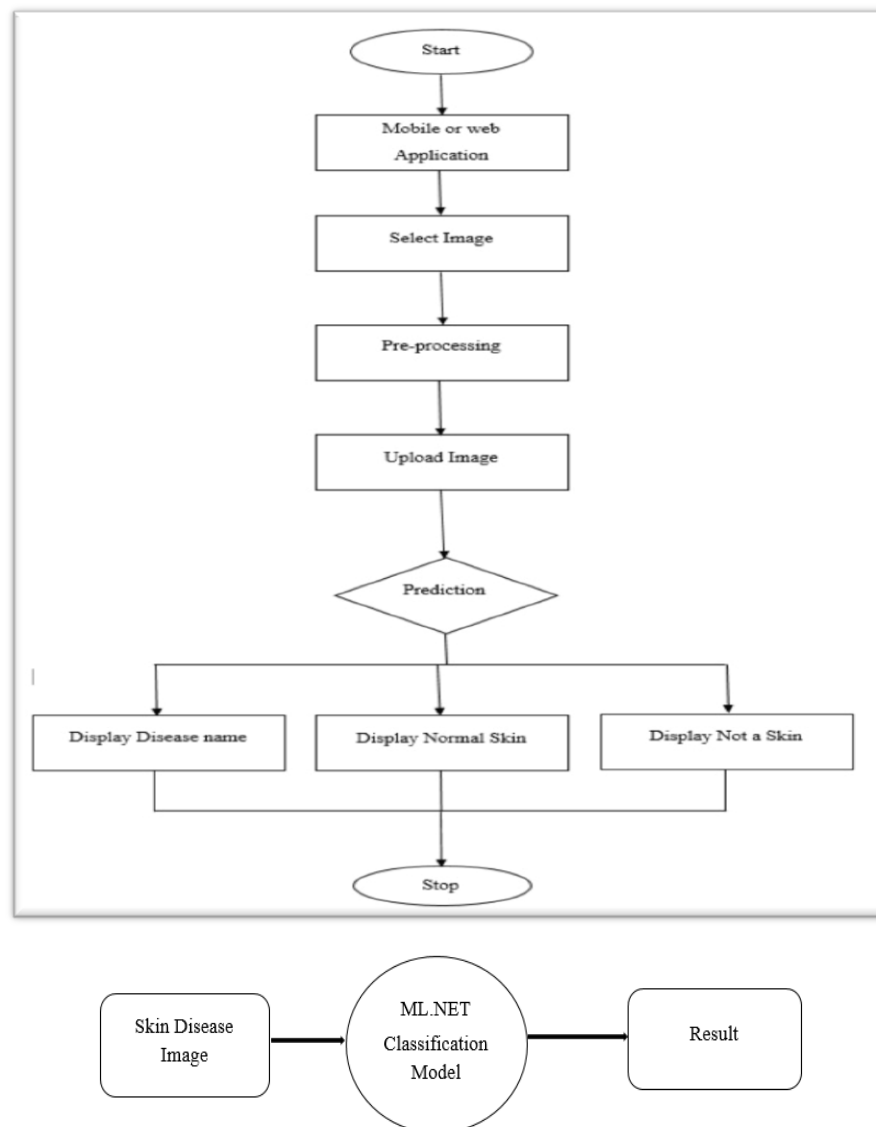 Start
Mobile or web
Application
Select Image
Pre-processing
Upload Image
Prediction
Display Disease name
Display Normal Skin
Display Not a Skin
Stop
Skin Disease
Image
ML.NET
Classification
Model
Result